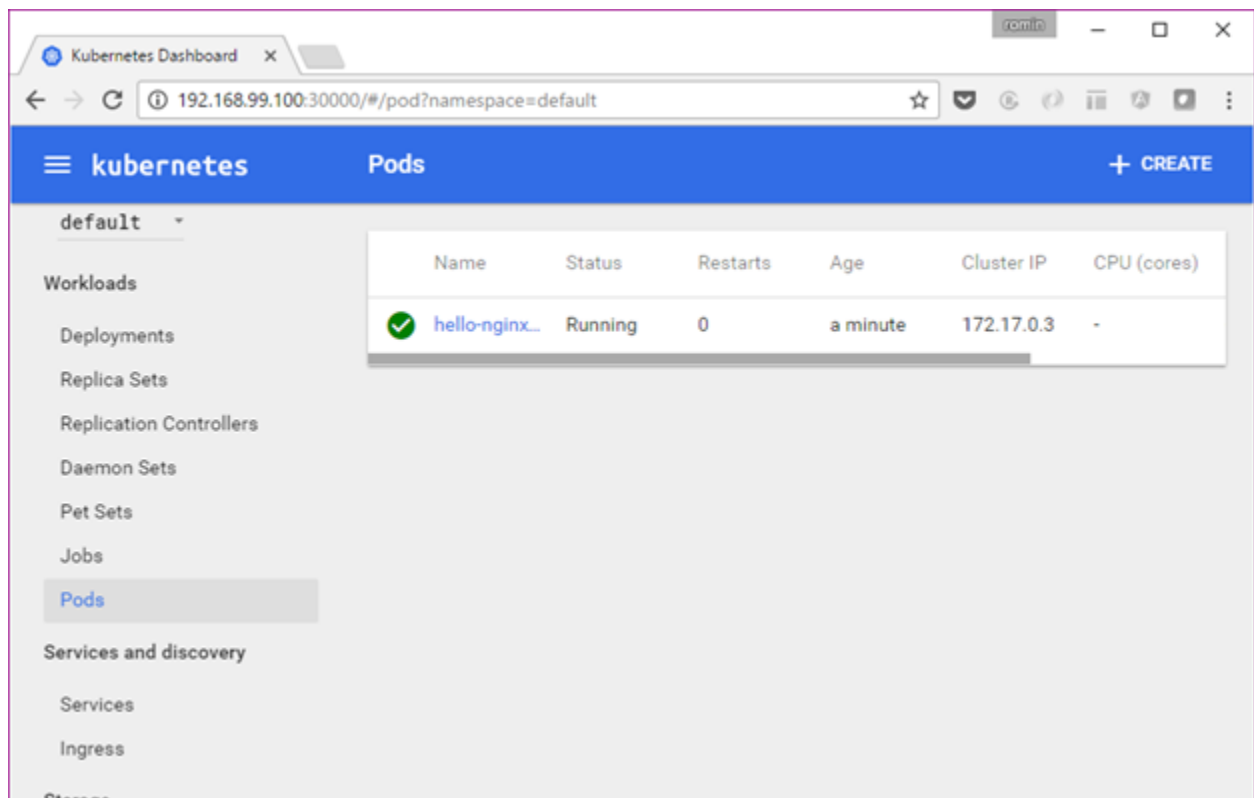 romin
Kubernetes Dashboard
192.168.99.100:30000/#/pod?namespace=default
kubernetes Pods + CREATE
default
Name Status Restarts Age Cluster IP CPU (cores)
hello-nginx... Running 0 a minute 172.17.0.3 -
Workloads
Deployments
Replica Sets
Replication Controllers
Daemon Sets
Pet Sets
Jobs
Pods
Services and discovery
Services
Ingress